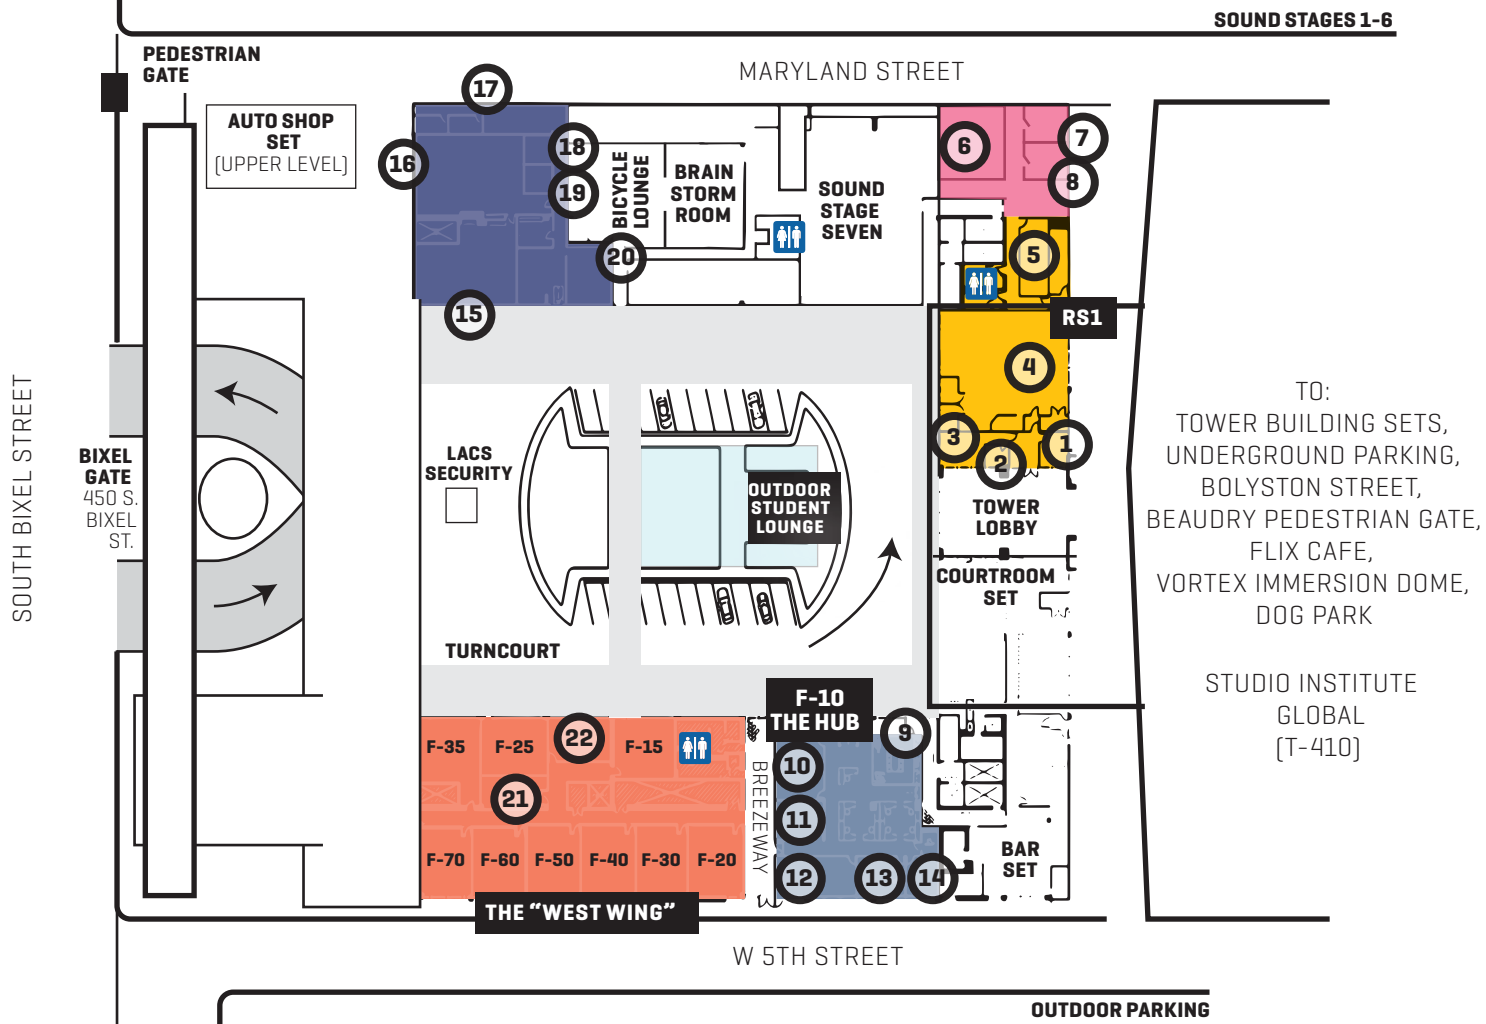 SOUND STAGES 1-6
PEDESTRIAN
GATE
MARYLAND STREET
AUTO SHOP
SET
(UPPER LEVEL)
17
16
18
19
20
15
BICYCLE
LOUNGE
BRAIN
STORM
ROOM
SOUND
STAGE
SEVEN
6
7
8
5
RS1
4
3
2
1
TOWER
LOBBY
COURTROOM
SET
SOUTH BIXEL STREET
BIXEL
GATE
450 S.
BIXEL
ST.
LACS
SECURITY
OUTDOOR
STUDENT
LOUNGE
TURNCOURT
TO:
TOWER BUILDING SETS,
UNDERGROUND PARKING,
BOLYSTON STREET,
BEAUDRY PEDESTRIAN GATE,
FLIX CAFE,
VORTEX IMMERSION DOME,
DOG PARK
STUDIO INSTITUTE
GLOBAL
(T-410)
F-10
THE HUB
9
10
11
12
13
14
F-35
F-25
22
F-15
21
F-70
F-60
F-50
F-40
F-30
F-20
BREEZEWAY
BAR
SET
THE “WEST WING”
W 5TH STREET
OUTDOOR PARKING